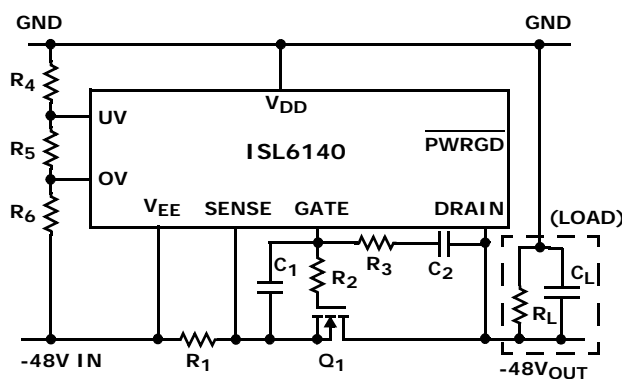 GND GND
R4
UV
VDD
ISL6140
PWRGD
R5
OV
R6
VEE SENSE GATE DRAIN
(LOAD)
C1
R2
R3
C2
CL
RL
-48V IN
R1
Q1
-48VOUT